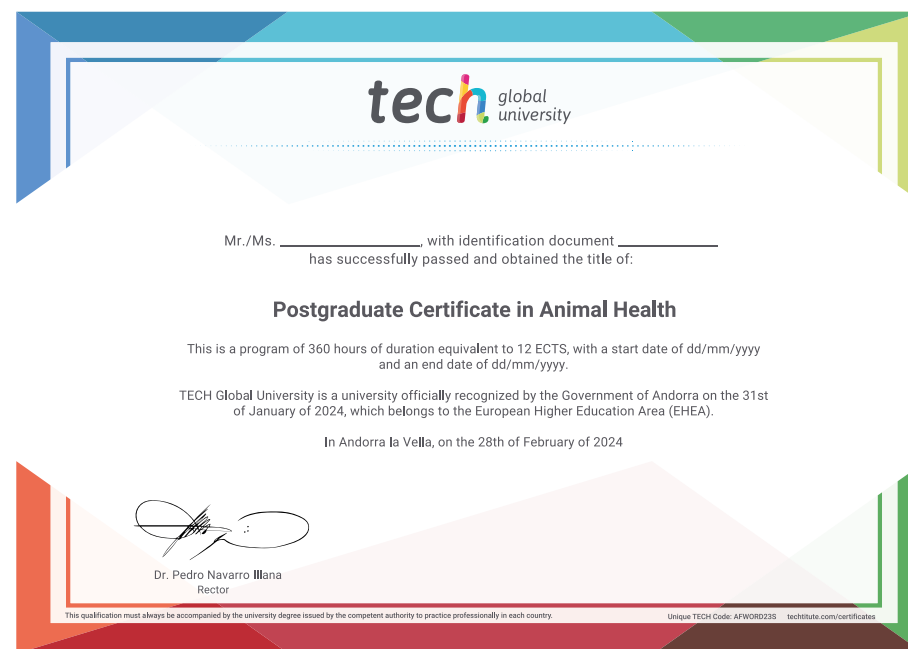 tech global university
Mr./Ms. ____________________, with identification document ______________
has successfully passed and obtained the title of:
Postgraduate Certificate in Animal Health
This is a program of 360 hours of duration equivalent to 12 ECTS, with a start date of dd/mm/yyyy
and an end date of dd/mm/yyyy.
TECH Global University is a university officially recognized by the Government of Andorra on the 31st
of January of 2024, which belongs to the European Higher Education Area (EHEA).
In Andorra la Vella, on the 28th of February of 2024
Dr. Pedro Navarro Illana
Rector
This qualification must always be accompanied by the university degree issued by the competent authority to practice professionally in each country.
Unique TECH Code: AFWORD23S techtitute.com/certificates